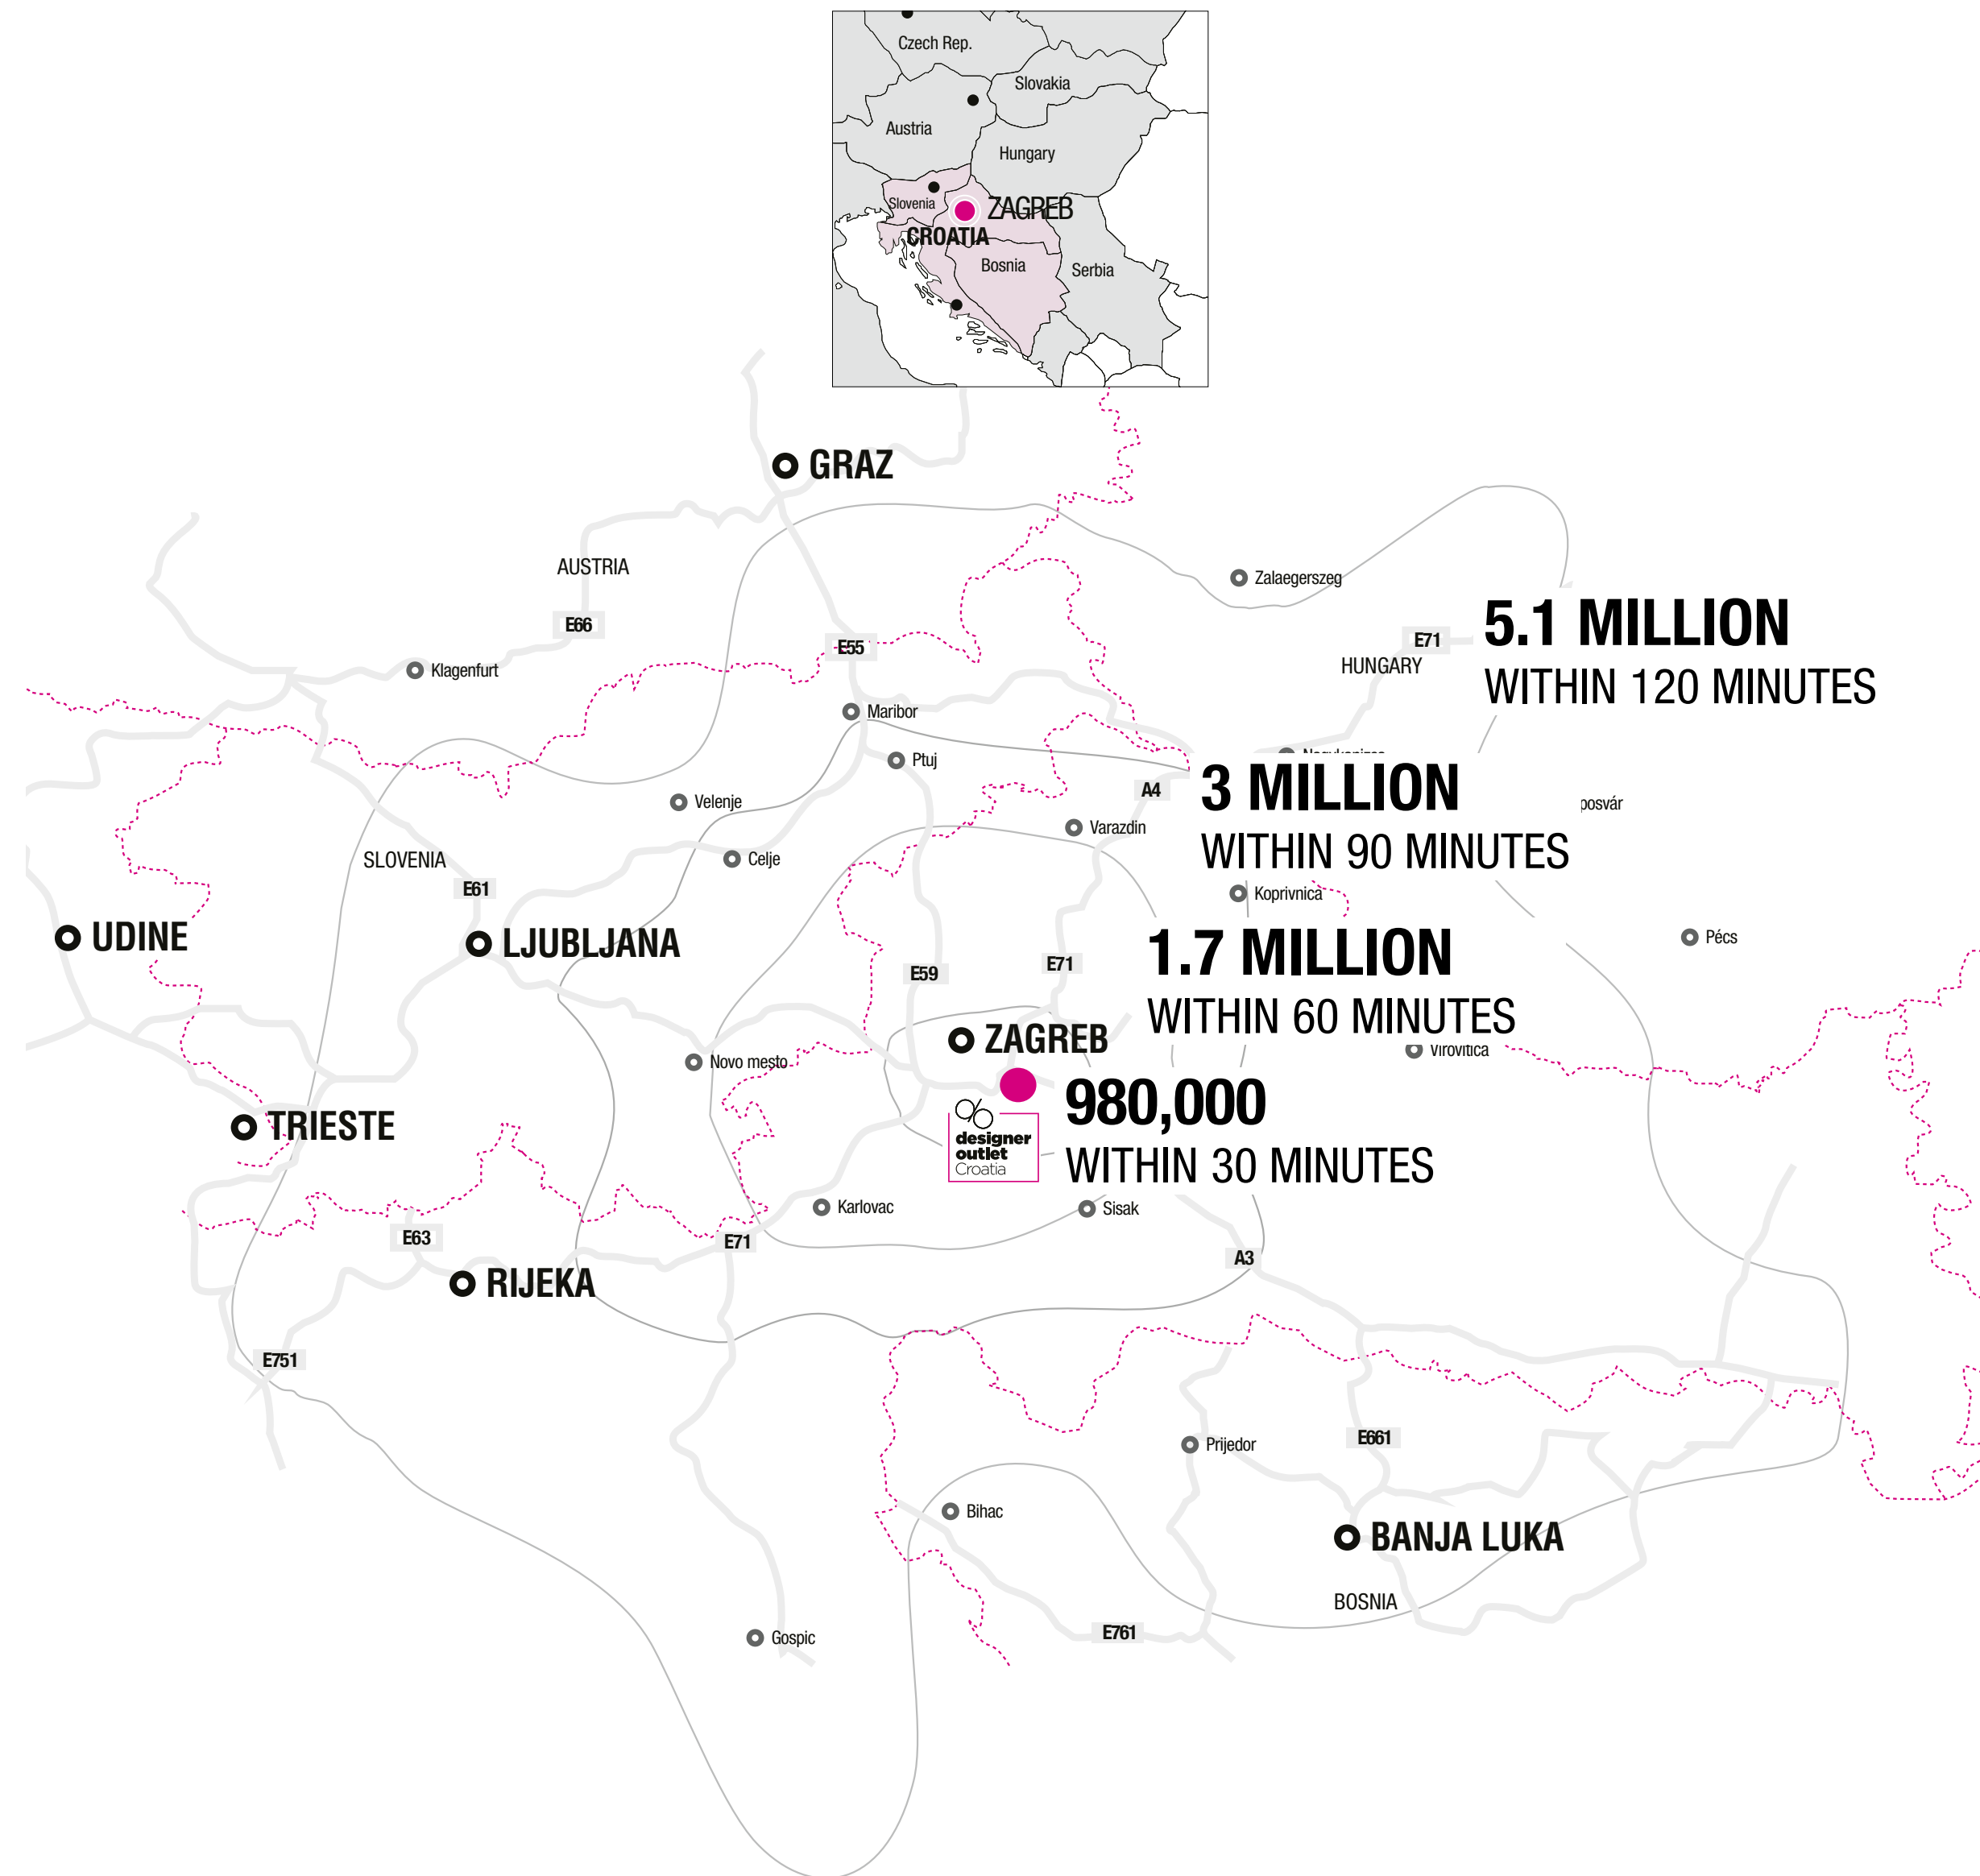 Czech Rep.
Slovakia
Austria
Hungary
Slovenia
ZAGREB
CROATIA
Bosnia
Serbia
GRAZ
AUSTRIA
Zalaegerszeg
5.1 MILLION
WITHIN 120 MINUTES
E66
E55
E71
HUNGARY
Klagenfurt
Maribor
Ptuj
3 MILLION
WITHIN 90 MINUTES
A4
posvár
Velenje
Varazdin
SLOVENIA
Celje
E61
Koprivnica
UDINE
LJUBLJANA
1.7 MILLION
WITHIN 60 MINUTES
Pécs
E59
E71
ZAGREB
Novo mesto
Virovitica
TRIESTE
980,000
WITHIN 30 MINUTES
designer
outlet
Croatia
Karlovac
Sisak
E63
E71
A3
RIJEKA
E751
Prijedor
E661
Bihac
BANJA LUKA
BOSNIA
E761
Gospic